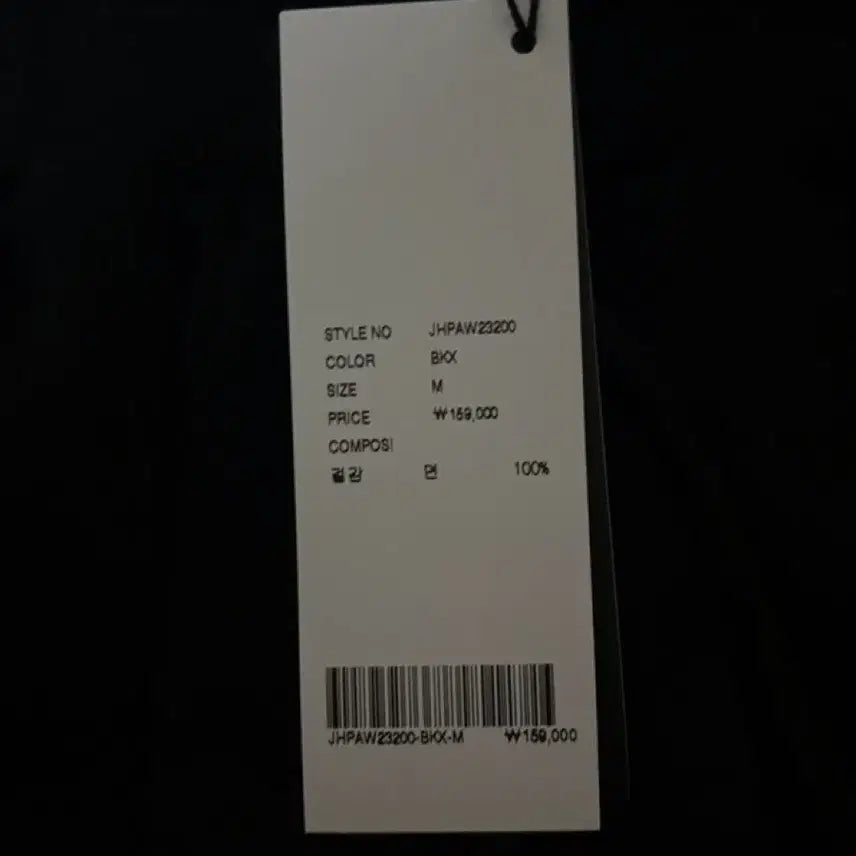 STYLE NO JHPAW23200
COLOR BKX
SIZE M
PRICE ₩159,000
COMPOSI
겉감 면 100%
JHPAW23200-BKX-M ₩159,000